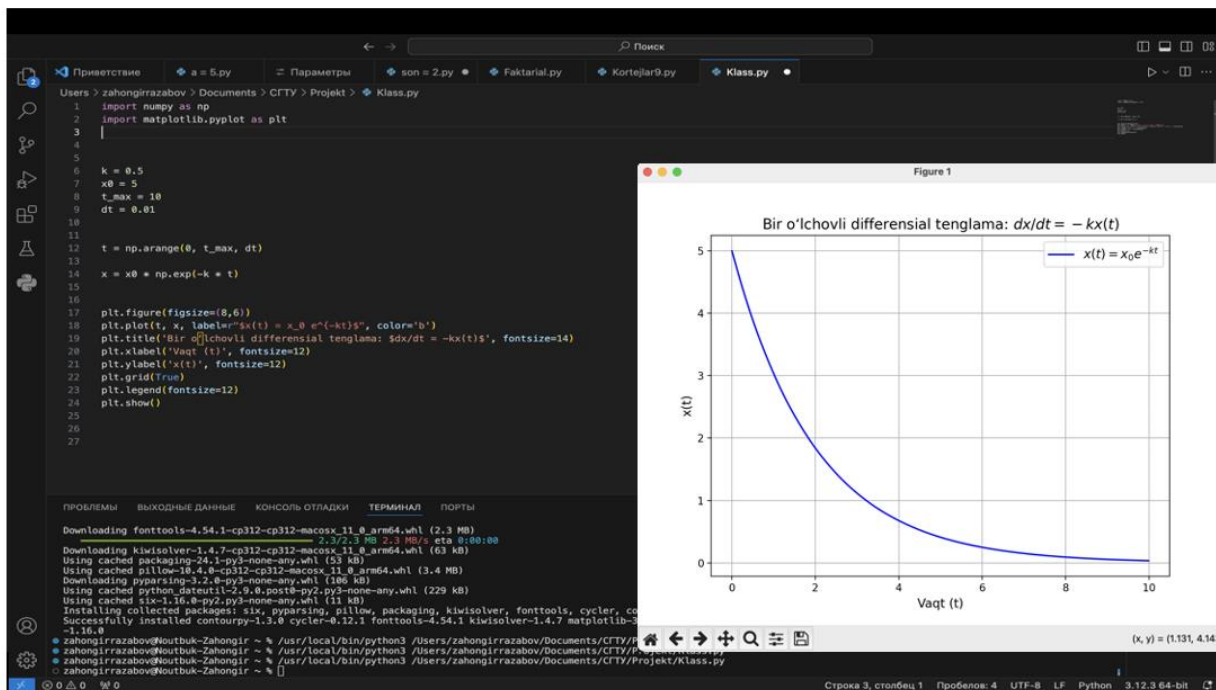 Поиск
Приветствие a = 5.py Параметры son = 2.py Faktarial.py Kortejlar9.py Klass.py
Users > zahongirrazabov > Documents > СГТУ > Projekt > Klass.py
1 import numpy as np
2 import matplotlib.pyplot as plt
3
4
5
6 k = 0.5
7 x0 = 5
8 t_max = 10
9 dt = 0.01
10
11
12 t = np.arange(0, t_max, dt)
13
14 x = x0 * np.exp(-k * t)
15
16
17 plt.figure(figsize=(8,6))
18 plt.plot(t, x, label=r"$x(t) = x_0 e^{-kt}$", color='b')
19 plt.title('Bir oʻlchovli differensial tenglama: $dx/dt = -kx(t)$', fontsize=14)
20 plt.xlabel('Vaqt (t)', fontsize=12)
21 plt.ylabel('x(t)', fontsize=12)
22 plt.grid(True)
23 plt.legend(fontsize=12)
24 plt.show()
25
26
27
Figure 1
Bir oʻlchovli differensial tenglama: dx/dt = − kx(t)
x(t) = x₀e⁻ᵏᵗ
5
4
3
2
1
0
x(t)
0 2 4 6 8 10
Vaqt (t)
(x, y) = (1.131, 4.14
ПРОБЛЕМЫ ВЫХОДНЫЕ ДАННЫЕ КОНСОЛЬ ОТЛАДКИ ТЕРМИНАЛ ПОРТЫ
Downloading fonttools-4.54.1-cp312-cp312-macosx_11_0_arm64.whl (2.3 MB)
2.3/2.3 MB 2.3 MB/s eta 0:00:00
Downloading kiwisolver-1.4.7-cp312-cp312-macosx_11_0_arm64.whl (63 kB)
Using cached packaging-24.1-py3-none-any.whl (53 kB)
Using cached pillow-10.4.0-cp312-cp312-macosx_11_0_arm64.whl (3.4 MB)
Downloading pyparsing-3.2.0-py3-none-any.whl (106 kB)
Using cached python_dateutil-2.9.0.post0-py2.py3-none-any.whl (229 kB)
Using cached six-1.16.0-py2.py3-none-any.whl (11 kB)
Installing collected packages: six, pyparsing, pillow, packaging, kiwisolver, fonttools, cycler, co
Successfully installed contourpy-1.3.0 cycler-0.12.1 fonttools-4.54.1 kiwisolver-1.4.7 matplotlib-3
-1.16.0
zahongirrazabov@Noutbuk-Zahongir ~ % /usr/local/bin/python3 /Users/zahongirrazabov/Documents/СГТУ/P
zahongirrazabov@Noutbuk-Zahongir ~ % /usr/local/bin/python3 /Users/zahongirrazabov/Documents/СГТУ/Projekt/Klass.py
zahongirrazabov@Noutbuk-Zahongir ~ % /usr/local/bin/python3 /Users/zahongirrazabov/Documents/СГТУ/Projekt/Klass.py
zahongirrazabov@Noutbuk-Zahongir ~ %
0 0 0 Строка 3, столбец 1 Пробелов: 4 UTF-8 LF Python 3.12.3 64-bit